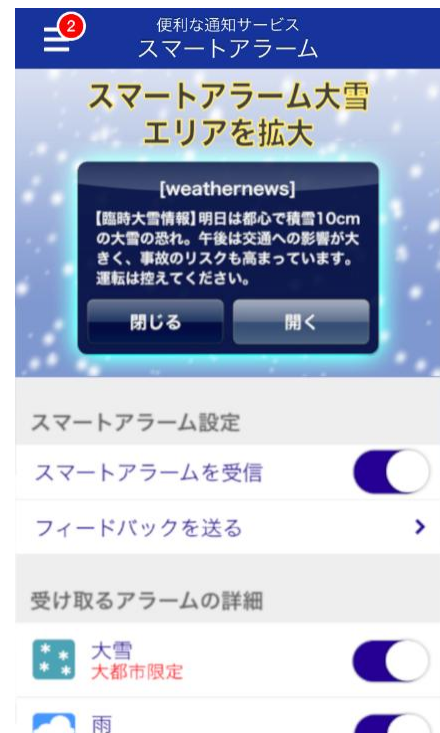 2
便利な通知サービス
スマートアラーム
スマートアラーム大雪
エリアを拡大
[weathernews]
【臨時大雪情報】明日は都心で積雪10cm
の大雪の恐れ。午後は交通への影響が大
きく、事故のリスクも高まっています。
運転は控えてください。
閉じる
開く
スマートアラーム設定
スマートアラームを受信
フィードバックを送る
受け取るアラームの詳細
大雪
大都市限定
雨